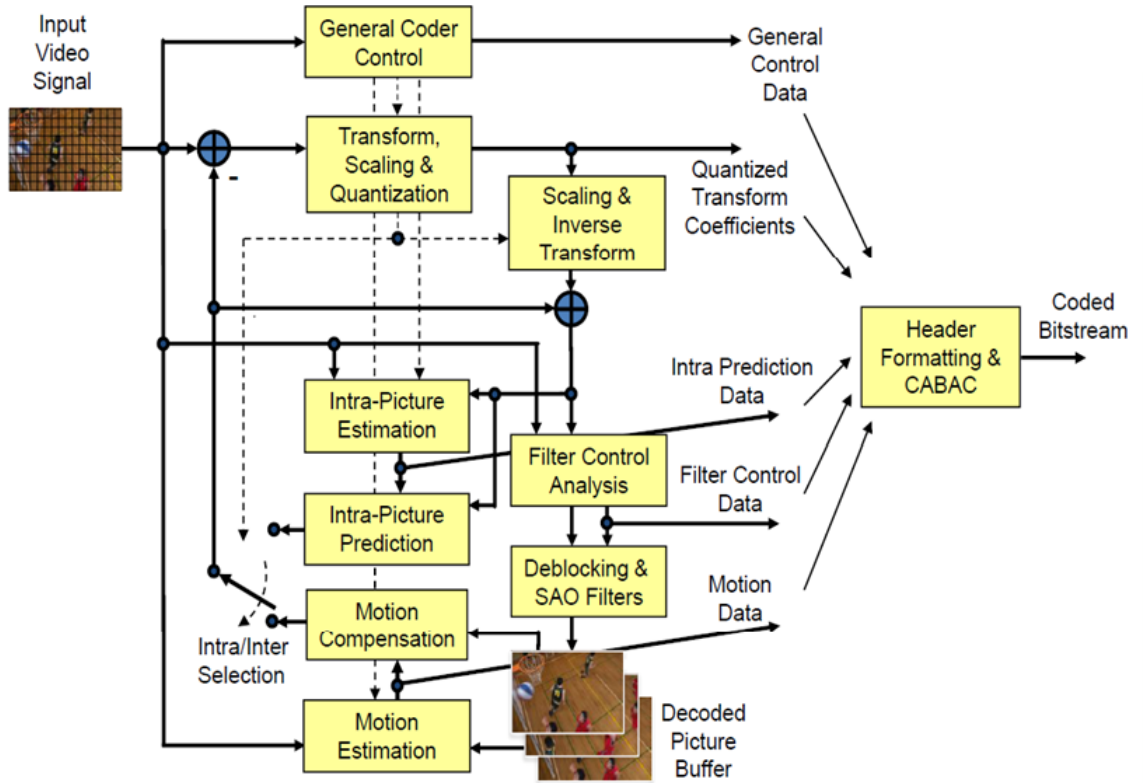 Input
Video
Signal
General Coder
Control
General
Control
Data
Transform,
Scaling &
Quantization
-
Quantized
Transform
Coefficients
Scaling &
Inverse
Transform
Coded
Bitstream
Header
Formatting &
CABAC
Intra Prediction
Data
Intra-Picture
Estimation
Filter Control
Analysis
Filter Control
Data
Intra-Picture
Prediction
Deblocking &
SAO Filters
Motion
Data
Motion
Compensation
Intra/Inter
Selection
Motion
Estimation
Decoded
Picture
Buffer